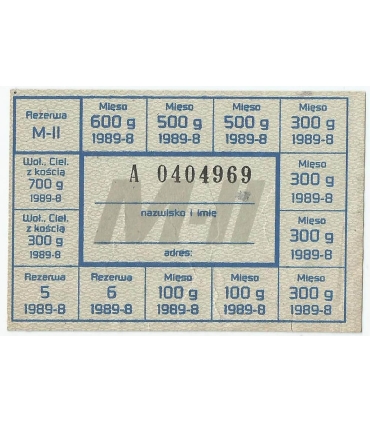 Rezerwa
M-II
Mięso
600 g
1989-8
Mięso
500 g
1989-8
Mięso
500 g
1989-8
Mięso
300 g
1989-8
Woł., Ciel.
z kością
700 g
1989-8
A 0404969
M-II
nazwisko i imię
adres:
Mięso
300 g
1989-8
Woł., Ciel.
z kością
300 g
1989-8
Mięso
300 g
1989-8
Rezerwa
5
1989-8
Rezerwa
6
1989-8
Mięso
100 g
1989-8
Mięso
100 g
1989-8
Mięso
300 g
1989-8